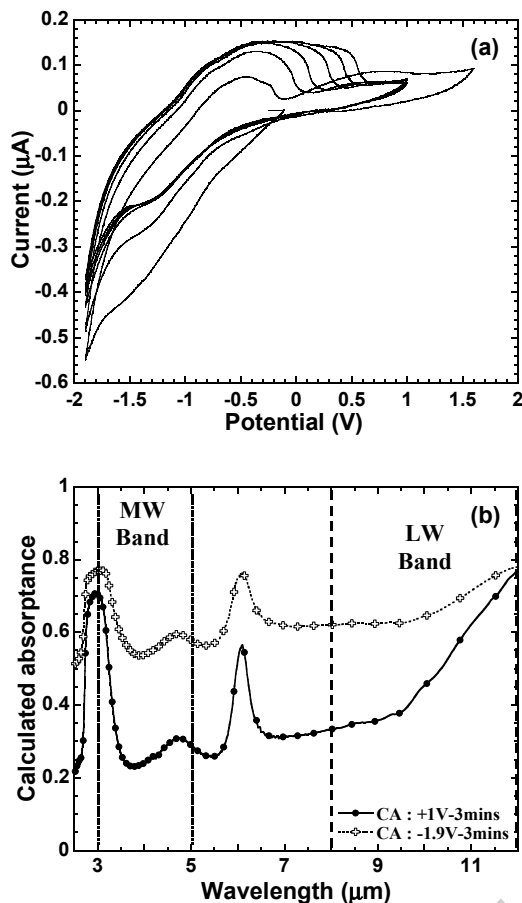 (a)
0.2
0.1
0
-0.1
-0.2
-0.3
-0.4
-0.5
-0.6
Current (µA)
-2 -1.5 -1 -0.5 0 0.5 1 1.5 2
Potential (V)
(b)
MW
Band
LW
Band
1
0.8
0.6
0.4
0.2
0
Calculated absorptance
CA : +1V-3mins
CA : -1.9V-3mins
3 5 7 9 11
Wavelength (µm)